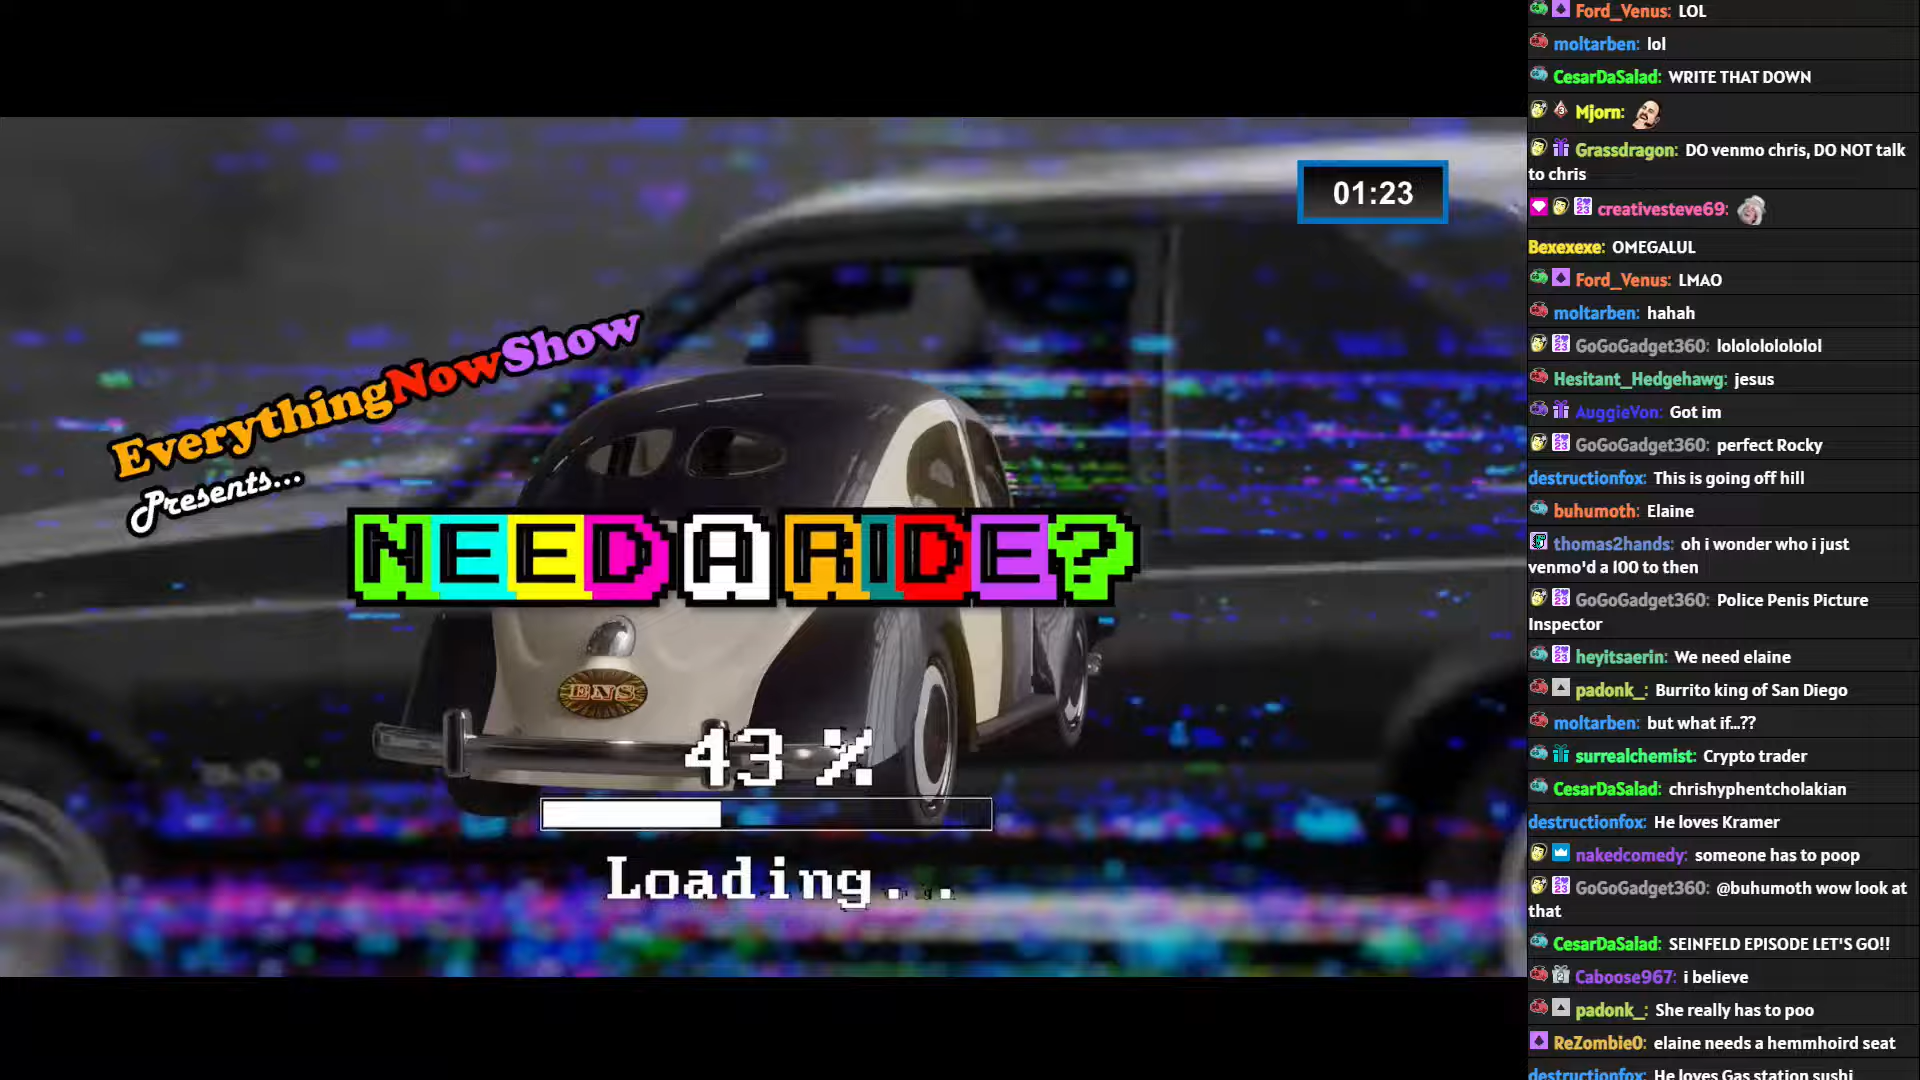 Ford_Venus: LOL
moltarben: lol
CesarDaSalad: WRITE THAT DOWN
Mjorn:
Grassdragon: DO venmo chris, DO NOT talk
to chris
creativesteve69:
Bexexexe: OMEGALUL
Ford_Venus: LMAO
moltarben: hahah
GoGoGadget360: lolololololol
Hesitant_Hedgehawg: jesus
AuggieVon: Got im
GoGoGadget360: perfect Rocky
destructionfox: This is going off hill
buhumoth: Elaine
thomas2hands: oh i wonder who i just
venmo'd a 100 to then
GoGoGadget360: Police Penis Picture
Inspector
heyitsaerin: We need elaine
padonk_: Burrito king of San Diego
moltarben: but what if...??
surrealchemist: Crypto trader
CesarDaSalad: chrishyphentcholakian
destructionfox: He loves Kramer
nakedcomedy: someone has to poop
GoGoGadget360: @buhumoth wow look at
that
CesarDaSalad: SEINFELD EPISODE LET'S GO!!
Caboose967: i believe
padonk_: She really has to poo
ReZombie0: elaine needs a hemmhoird seat
destructionfox: He loves Gas station sushi
01:23
EverythingNowShow
Presents...
NEED A RIDE?
ENS
43 %
Loading...